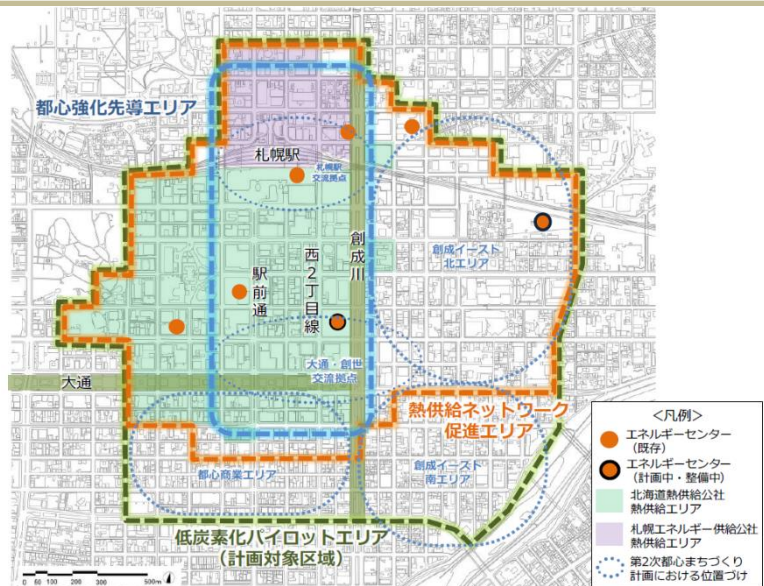 都心強化先導エリア
札幌駅
札幌駅
交流拠点
創成川
西2丁目線
駅前通
創成イースト
北エリア
大通・創世
交流拠点
大通
熱供給ネットワーク
促進エリア
都心商業エリア
創成イースト
南エリア
低炭素化パイロットエリア
(計画対象区域)
<凡例>
エネルギーセンター
(既存)
エネルギーセンター
(計画中・整備中)
北海道熱供給公社
熱供給エリア
札幌エネルギー供給公社
熱供給エリア
第2次都心まちづくり
計画における位置づけ
0 50 100 200 300 500m